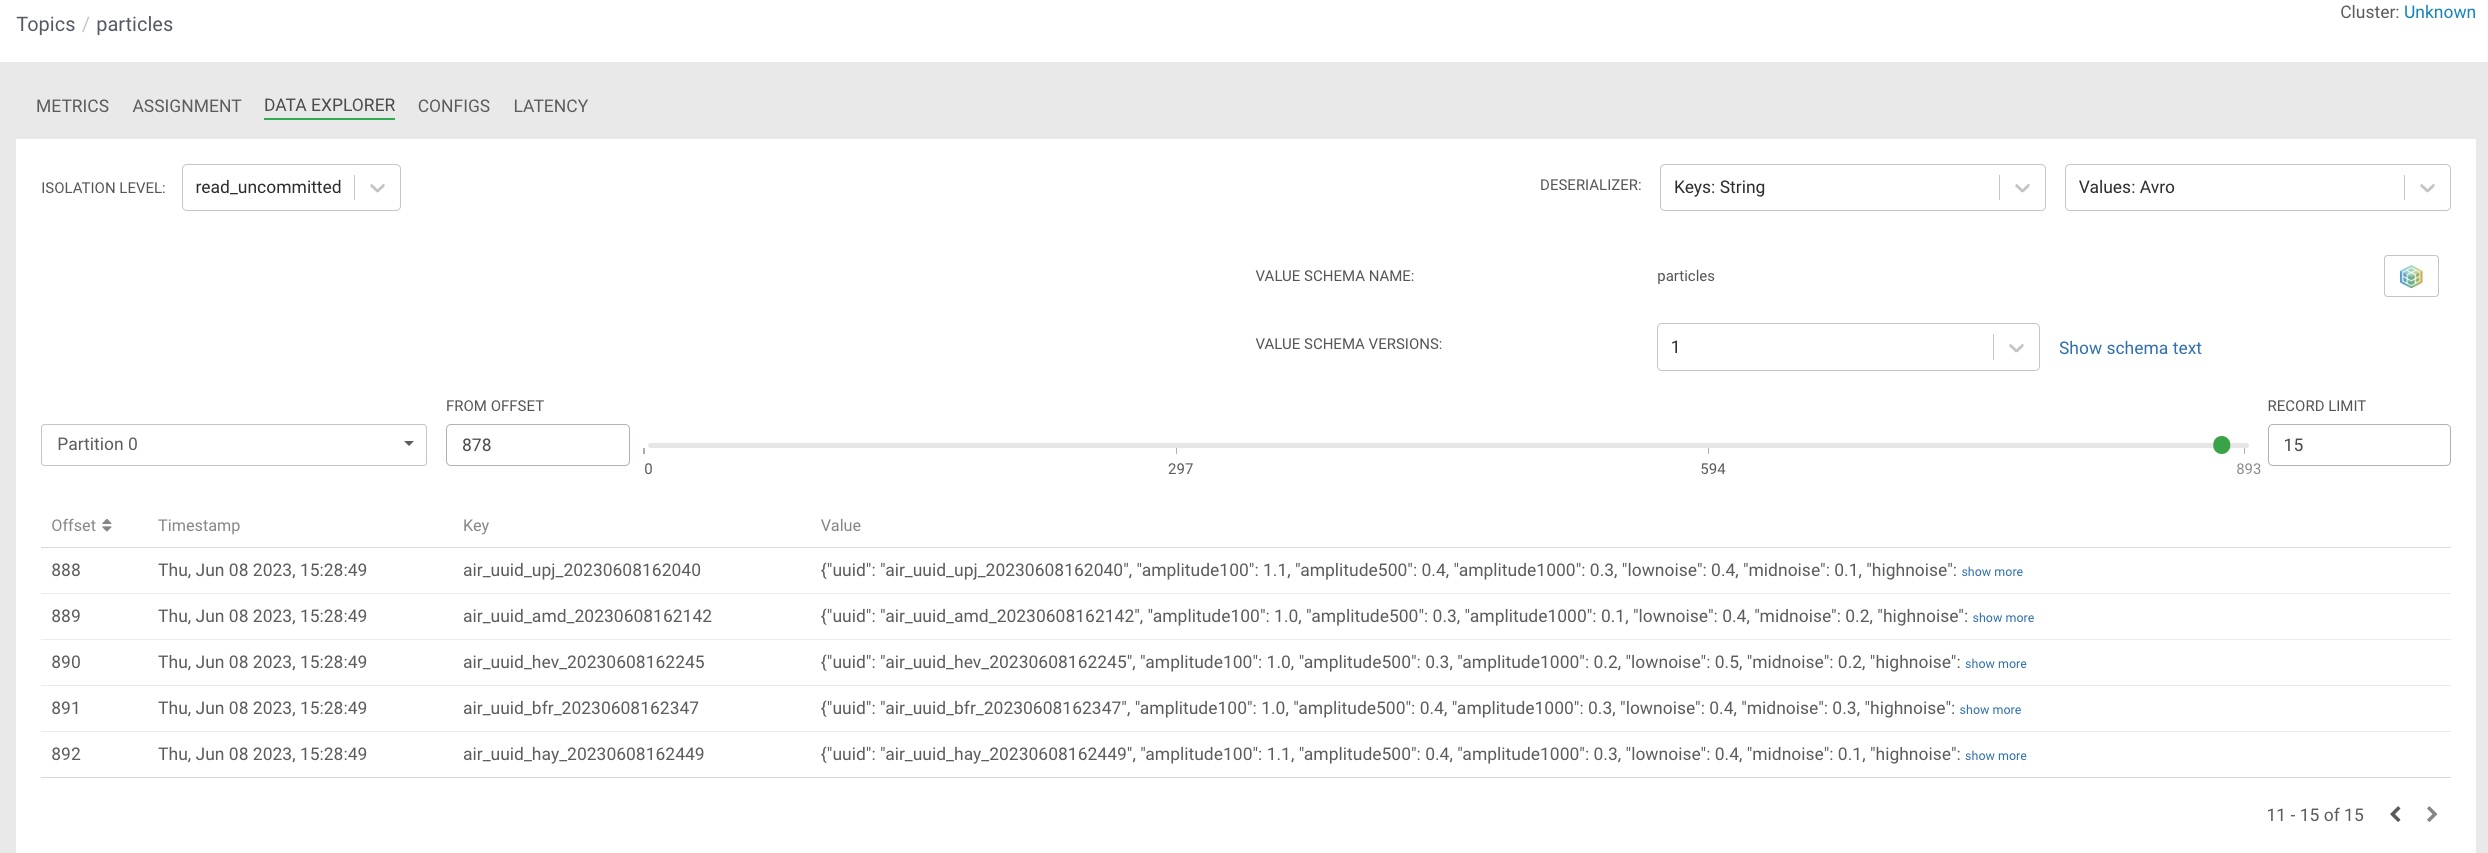 Topics / particles
Cluster: Unknown
METRICS ASSIGNMENT DATA EXPLORER CONFIGS LATENCY
ISOLATION LEVEL: read_uncommitted DESERIALIZER: Keys: String Values: Avro
VALUE SCHEMA NAME: particles
VALUE SCHEMA VERSIONS: 1 Show schema text
FROM OFFSET RECORD LIMIT
Partition 0 878 15
0 297 594 893
Offset Timestamp Key Value
888 Thu, Jun 08 2023, 15:28:49 air_uuid_upj_20230608162040 {"uuid": "air_uuid_upj_20230608162040", "amplitude100": 1.1, "amplitude500": 0.4, "amplitude1000": 0.3, "lownoise": 0.4, "midnoise": 0.1, "highnoise": show more
889 Thu, Jun 08 2023, 15:28:49 air_uuid_amd_20230608162142 {"uuid": "air_uuid_amd_20230608162142", "amplitude100": 1.0, "amplitude500": 0.3, "amplitude1000": 0.1, "lownoise": 0.4, "midnoise": 0.2, "highnoise": show more
890 Thu, Jun 08 2023, 15:28:49 air_uuid_hev_20230608162245 {"uuid": "air_uuid_hev_20230608162245", "amplitude100": 1.0, "amplitude500": 0.3, "amplitude1000": 0.2, "lownoise": 0.5, "midnoise": 0.2, "highnoise": show more
891 Thu, Jun 08 2023, 15:28:49 air_uuid_bfr_20230608162347 {"uuid": "air_uuid_bfr_20230608162347", "amplitude100": 1.0, "amplitude500": 0.4, "amplitude1000": 0.3, "lownoise": 0.4, "midnoise": 0.3, "highnoise": show more
892 Thu, Jun 08 2023, 15:28:49 air_uuid_hay_20230608162449 {"uuid": "air_uuid_hay_20230608162449", "amplitude100": 1.1, "amplitude500": 0.4, "amplitude1000": 0.3, "lownoise": 0.4, "midnoise": 0.1, "highnoise": show more
11 - 15 of 15